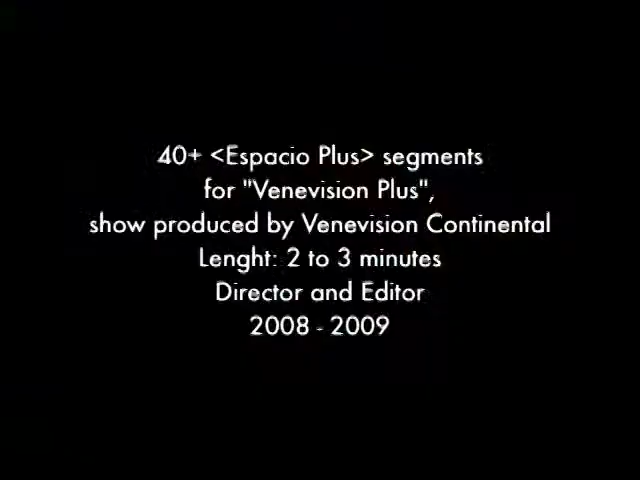 40+ <Espacio Plus> segments
for "Venevision Plus",
show produced by Venevision Continental
Lenght: 2 to 3 minutes
Director and Editor
2008 - 2009